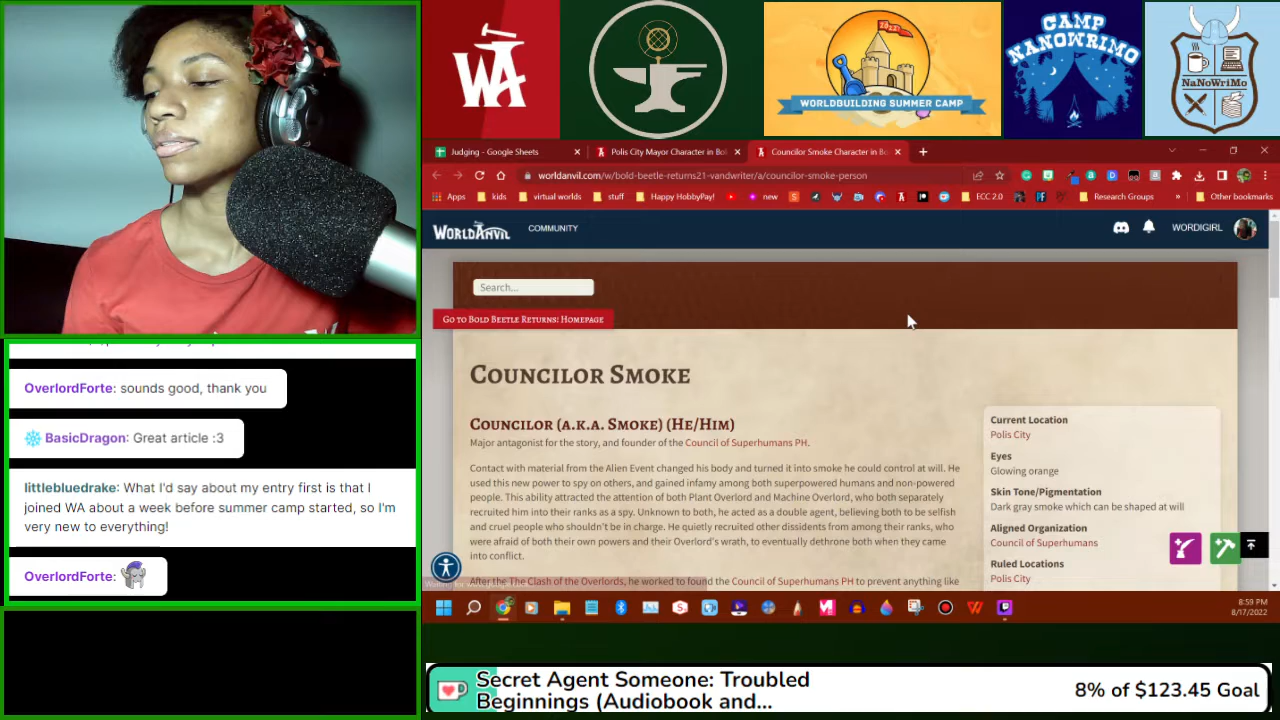 WA
2022
WORLDBUILDING SUMMER CAMP
CAMP
NANOWRIMO
NaNoWriMo
Judging - Google Sheets
Polis City Mayor Character in Bol
Councilor Smoke Character in Bo
worldanvil.com/w/bold-beetle-returns21-vandwriter/a/councilor-smoke-person
Apps
kids
virtual worlds
stuff
Happy HobbyPay!
new
ECC 2.0
Research Groups
»
Other bookmarks
WORLDANVIL
COMMUNITY
WORDIGIRL
Search...
GO TO BOLD BEETLE RETURNS: HOMEPAGE
COUNCILOR SMOKE
COUNCILOR (A.K.A. SMOKE) (HE/HIM)
Major antagonist for the story, and founder of the Council of Superhumans PH.
Contact with material from the Alien Event changed his body and turned it into smoke he could control at will. He
used this new power to spy on others, and gained infamy among both superpowered humans and non-powered
people. This ability attracted the attention of both Plant Overlord and Machine Overlord, who both separately
recruited him into their ranks as a spy. Unknown to both, he acted as a double agent, believing both to be selfish
and cruel people who shouldn't be in charge. He quietly recruited other dissidents from among their ranks, who
were afraid of both their own powers and their Overlord's wrath, to eventually dethrone both when they came
into conflict.
After the The Clash of the Overlords, he worked to found the Council of Superhumans PH to prevent anything like
Current Location
Polis City
Eyes
Glowing orange
Skin Tone/Pigmentation
Dark gray smoke which can be shaped at will
Aligned Organization
Council of Superhumans
Ruled Locations
Polis City
8:59 PM
8/17/2022
OverlordForte: sounds good, thank you
BasicDragon: Great article :3
littlebluedrake: What I'd say about my entry first is that I
joined WA about a week before summer camp started, so I'm
very new to everything!
OverlordForte:
Secret Agent Someone: Troubled
Beginnings (Audiobook and...
8% of $123.45 Goal